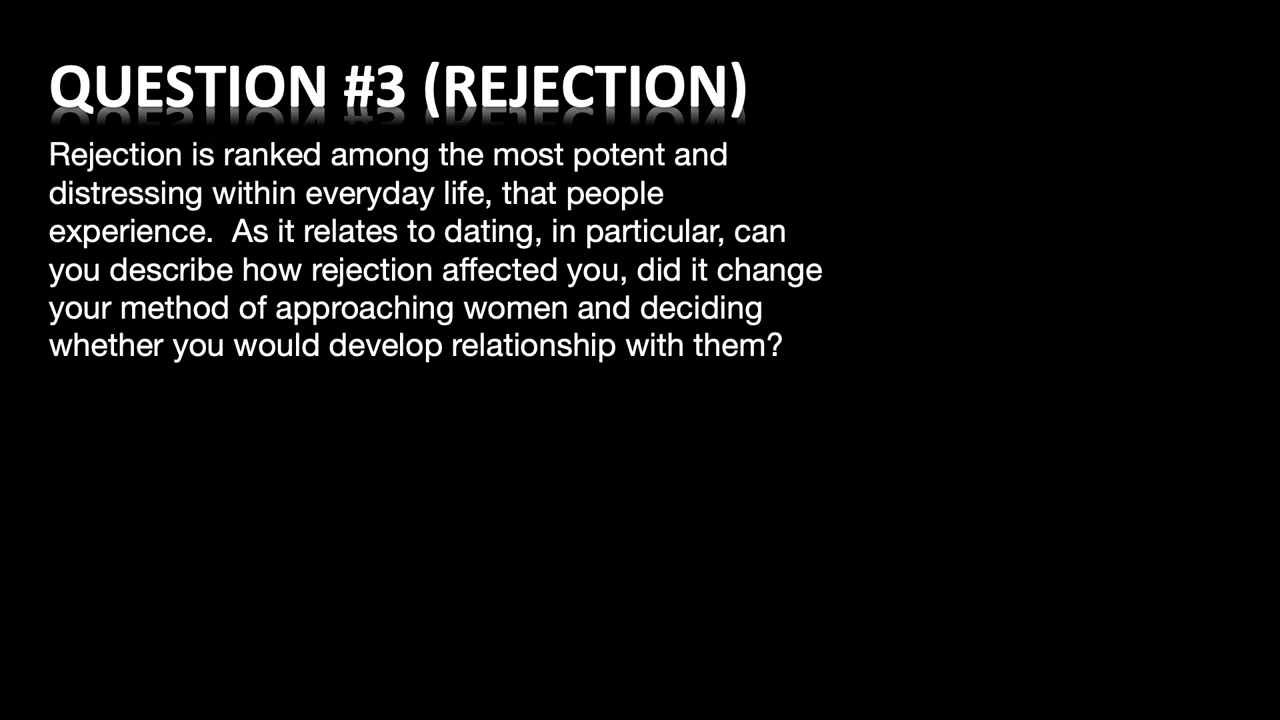 QUESTION #3 (REJECTION)
Rejection is ranked among the most potent and
distressing within everyday life, that people
experience.  As it relates to dating, in particular, can
you describe how rejection affected you, did it change
your method of approaching women and deciding
whether you would develop relationship with them?